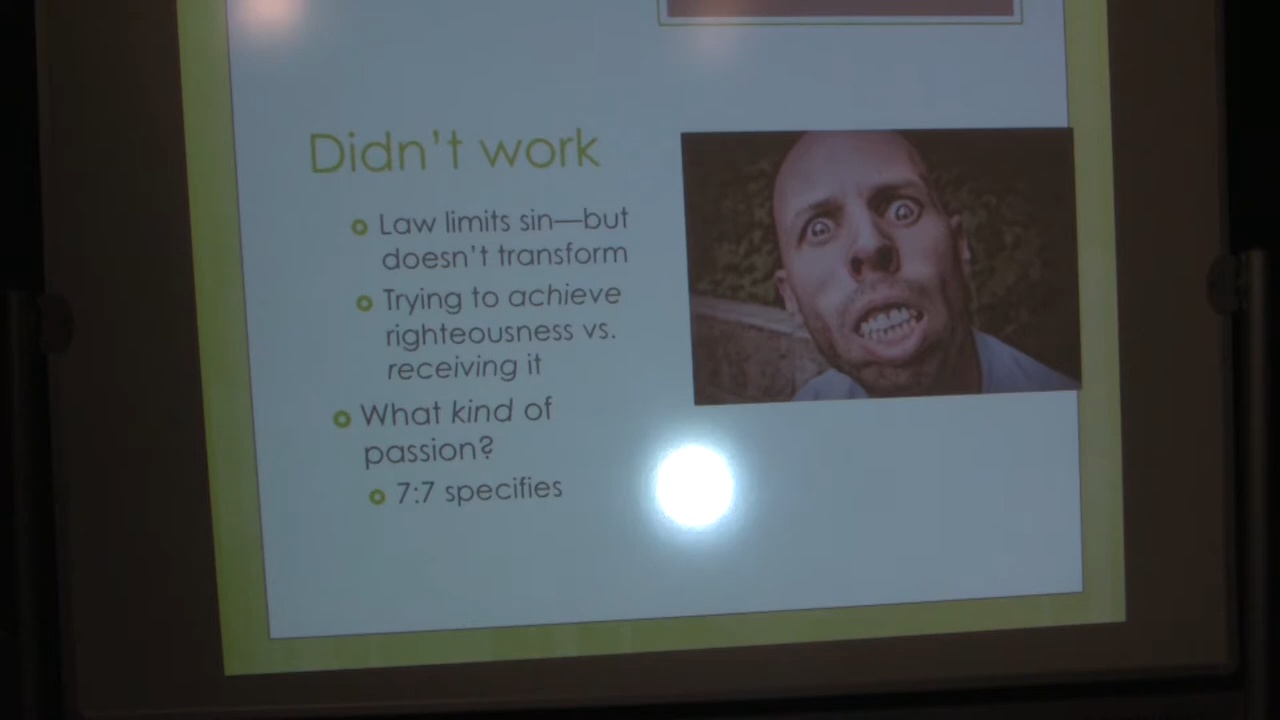 Didn't work
Law limits sin—but
doesn't transform
Trying to achieve
righteousness vs.
receiving it
What kind of
passion?
7:7 specifies